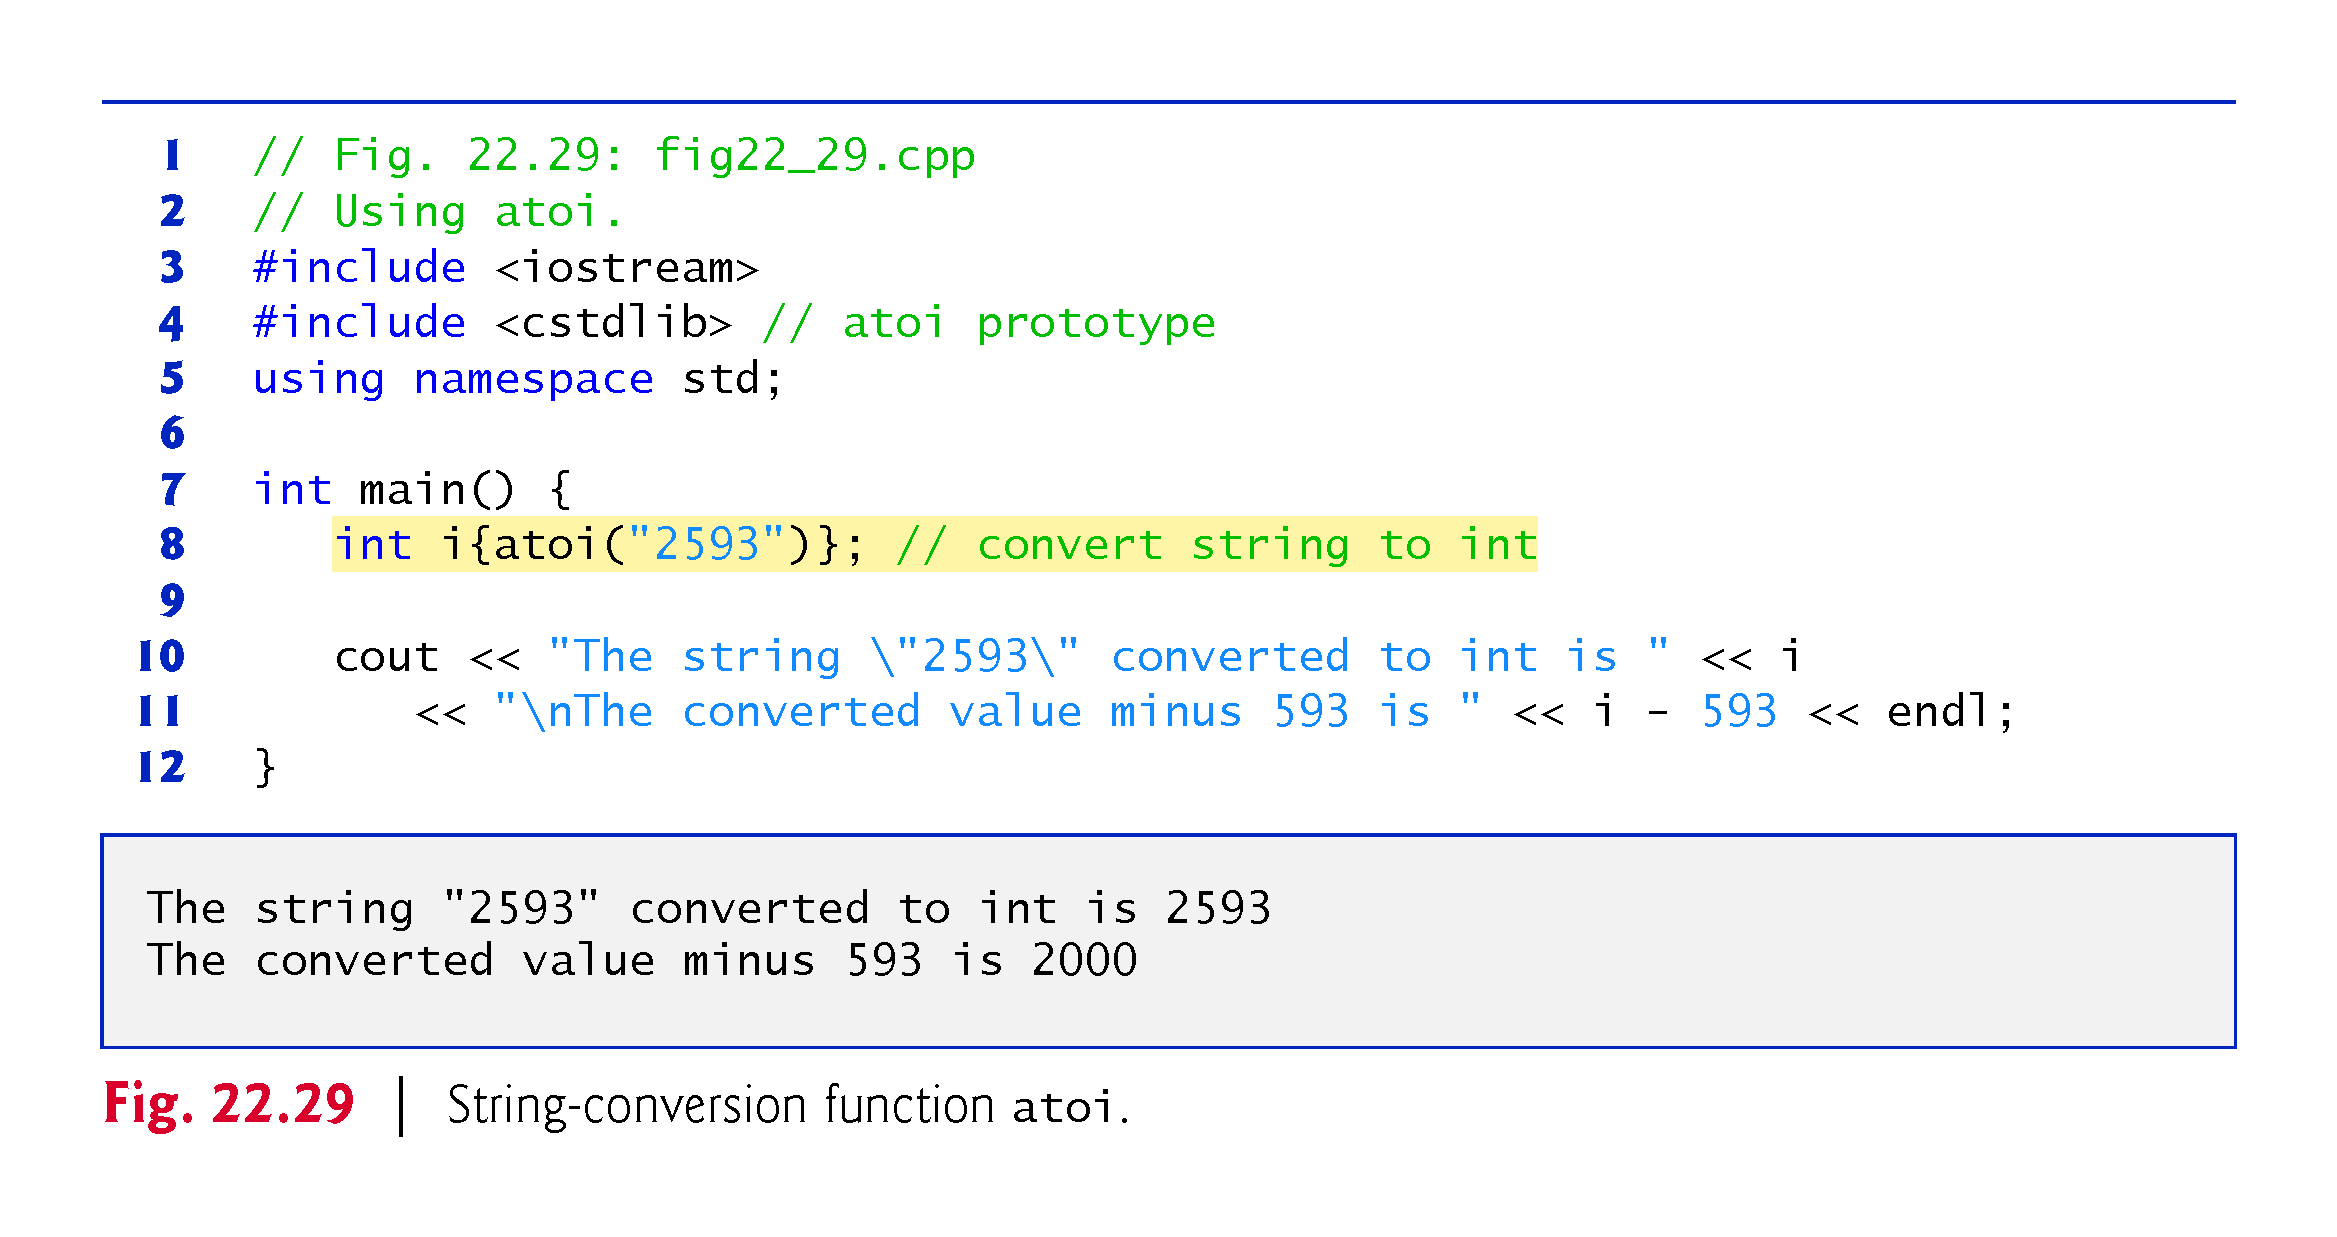 1 // Fig. 22.29: fig22_29.cpp
2 // Using atoi.
3 #include <iostream>
4 #include <cstdlib> // atoi prototype
5 using namespace std;
6
7 int main() {
8    int i{atoi("2593")}; // convert string to int
9
10    cout << "The string \"2593\" converted to int is " << i
11       << "\nThe converted value minus 593 is " << i - 593 << endl;
12 }
The string "2593" converted to int is 2593
The converted value minus 593 is 2000
Fig. 22.29 | String-conversion function atoi.